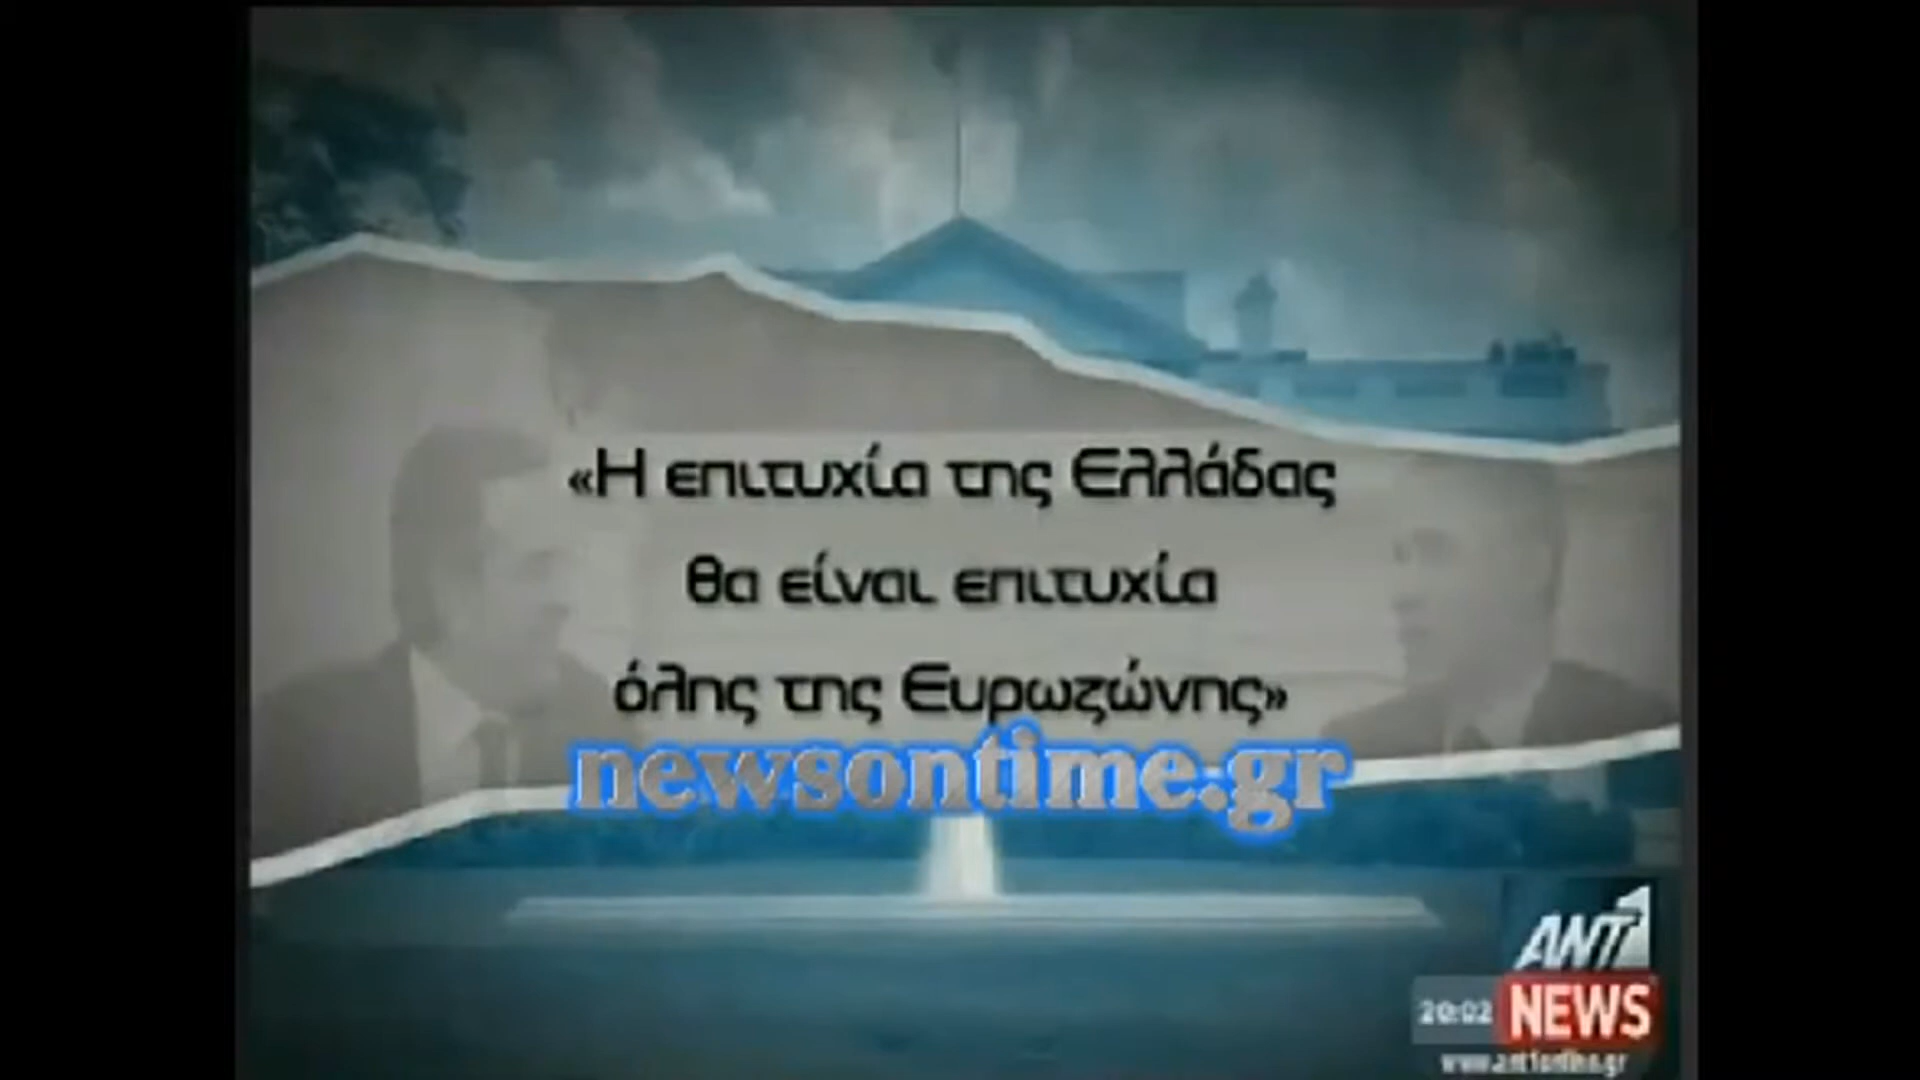 «Η επιτυχία της Ελλάδας
θα είναι επιτυχία
όλης της Ευρωζώνης»
newsontime.gr
ANT1
20:02 NEWS
www.ant1online.gr